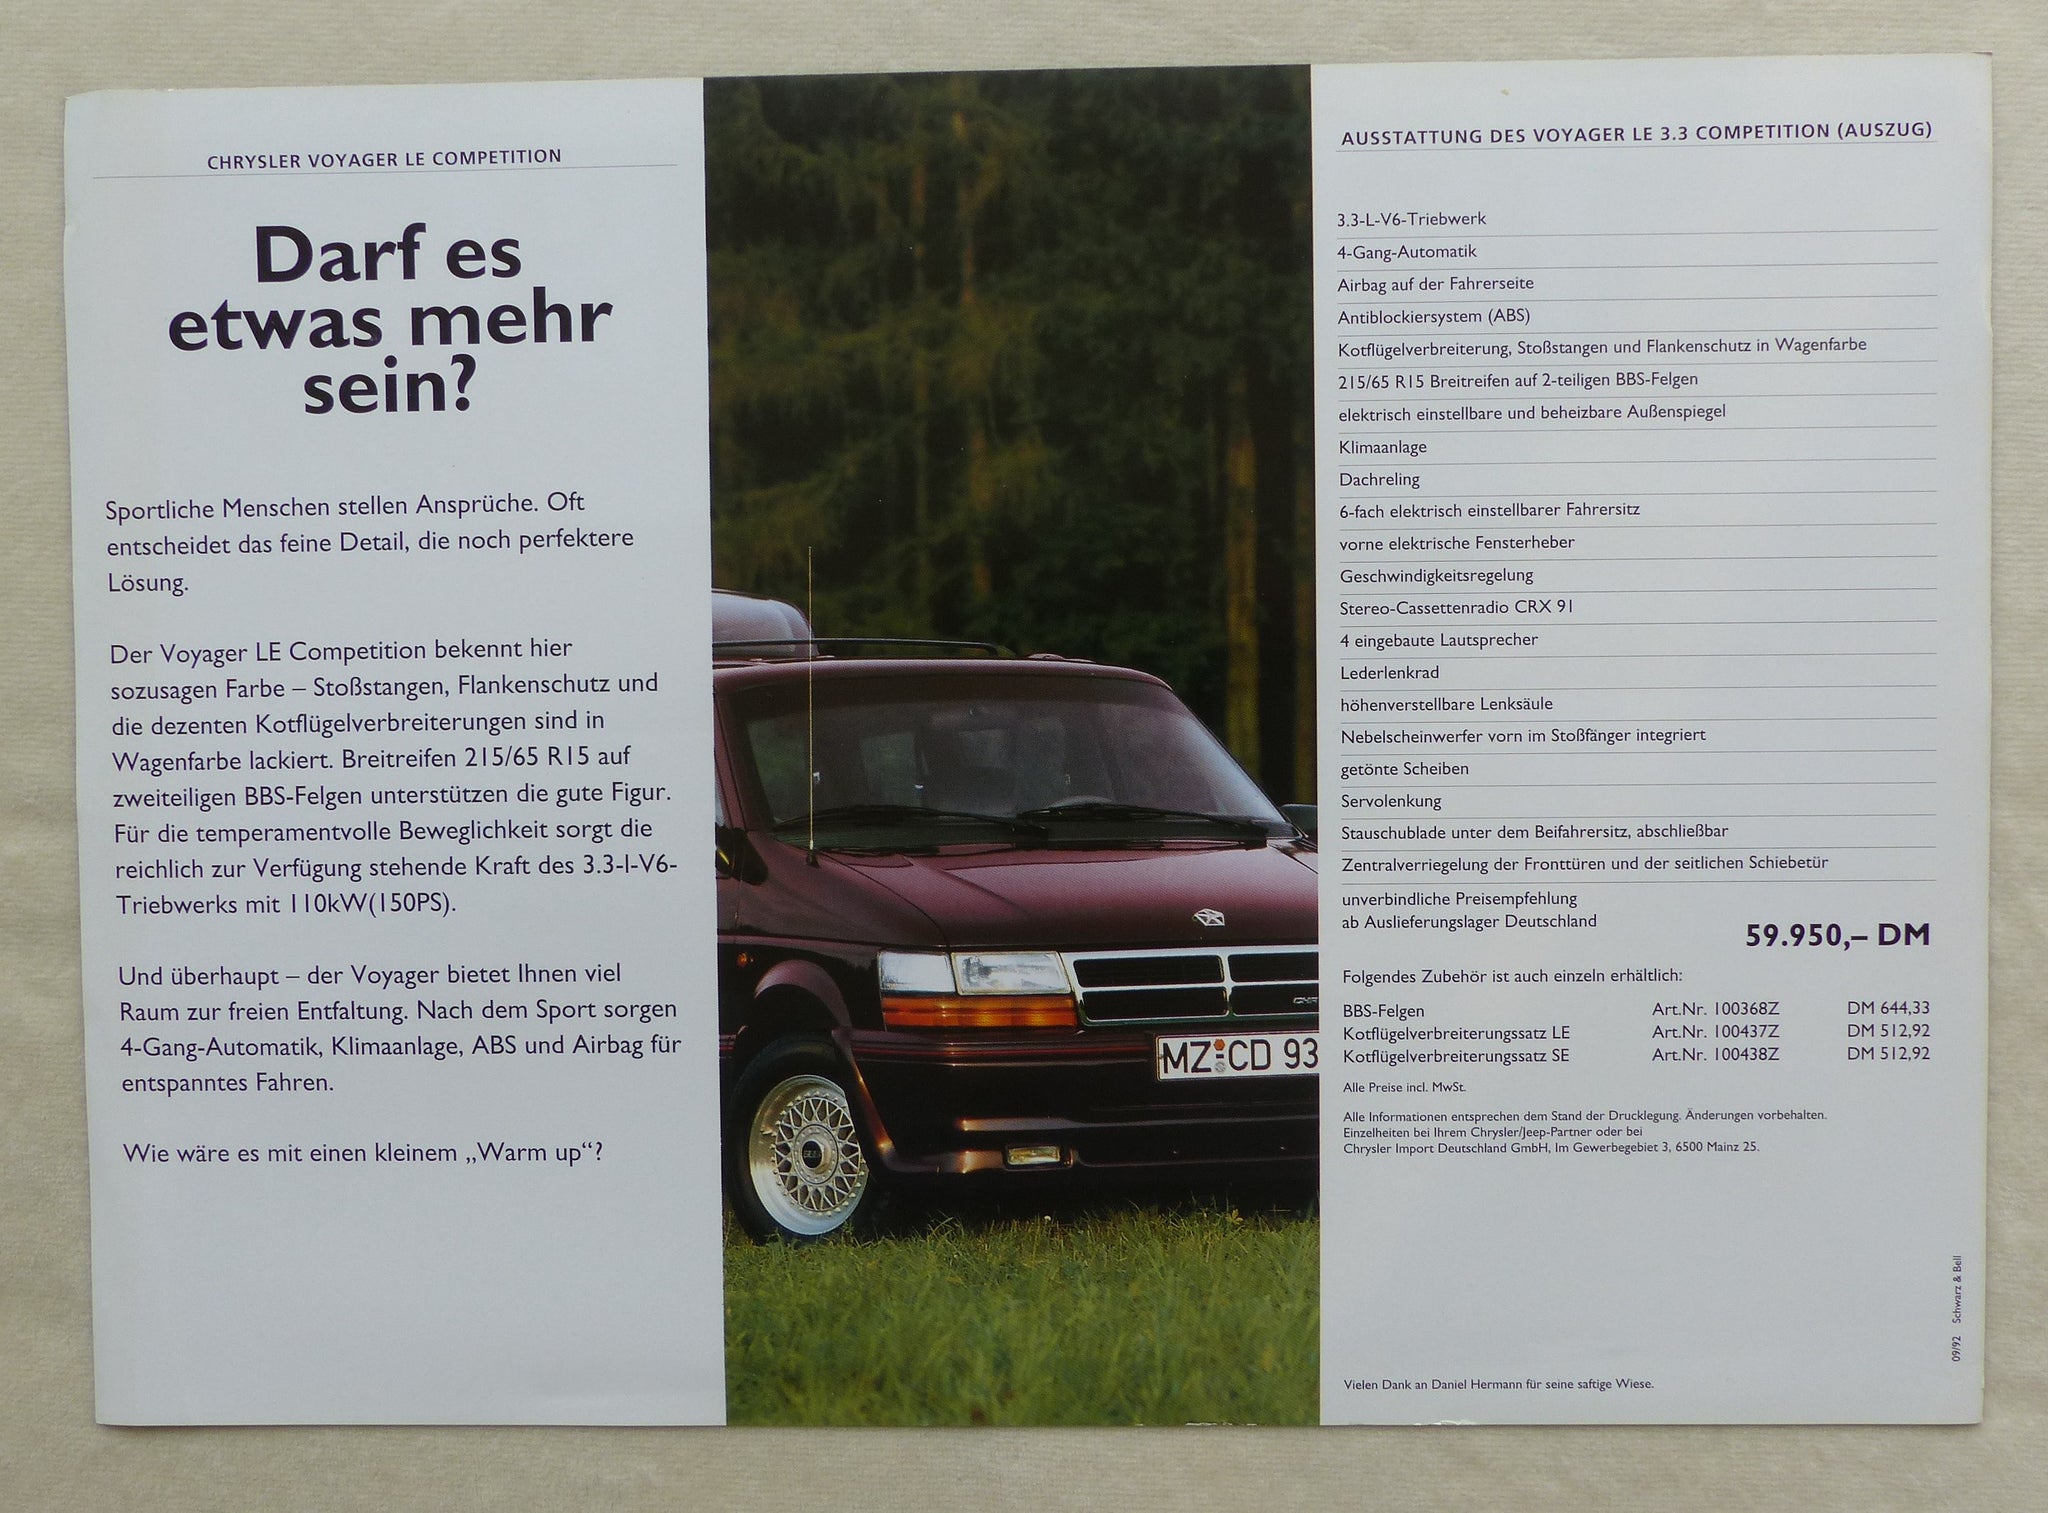 CHRYSLER VOYAGER LE COMPETITION
Darf es
etwas mehr
sein?
Sportliche Menschen stellen Ansprüche. Oft
entscheidet das feine Detail, die noch perfektere
Lösung.
Der Voyager LE Competition bekennt hier
sozusagen Farbe – Stoßstangen, Flankenschutz und
die dezenten Kotflügelverbreiterungen sind in
Wagenfarbe lackiert. Breitreifen 215/65 R15 auf
zweiteiligen BBS-Felgen unterstützen die gute Figur.
Für die temperamentvolle Beweglichkeit sorgt die
reichlich zur Verfügung stehende Kraft des 3.3-l-V6-
Triebwerks mit 110kW(150PS).
Und überhaupt – der Voyager bietet Ihnen viel
Raum zur freien Entfaltung. Nach dem Sport sorgen
4-Gang-Automatik, Klimaanlage, ABS und Airbag für
entspanntes Fahren.
Wie wäre es mit einen kleinem „Warm up“?
CHR
MZ CD 93
BBS
AUSSTATTUNG DES VOYAGER LE 3.3 COMPETITION (AUSZUG)
3.3-L-V6-Triebwerk
4-Gang-Automatik
Airbag auf der Fahrerseite
Antiblockiersystem (ABS)
Kotflügelverbreiterung, Stoßstangen und Flankenschutz in Wagenfarbe
215/65 R15 Breitreifen auf 2-teiligen BBS-Felgen
elektrisch einstellbare und beheizbare Außenspiegel
Klimaanlage
Dachreling
6-fach elektrisch einstellbarer Fahrersitz
vorne elektrische Fensterheber
Geschwindigkeitsregelung
Stereo-Cassettenradio CRX 91
4 eingebaute Lautsprecher
Lederlenkrad
höhenverstellbare Lenksäule
Nebelscheinwerfer vorn im Stoßfänger integriert
getönte Scheiben
Servolenkung
Stauschublade unter dem Beifahrersitz, abschließbar
Zentralverriegelung der Fronttüren und der seitlichen Schiebetür
unverbindliche Preisempfehlung
ab Auslieferungslager Deutschland
59.950,– DM
Folgendes Zubehör ist auch einzeln erhältlich:
BBS-Felgen Art.Nr. 100368Z DM 644,33
Kotflügelverbreiterungssatz LE Art.Nr. 100437Z DM 512,92
Kotflügelverbreiterungssatz SE Art.Nr. 100438Z DM 512,92
Alle Preise incl. MwSt.
Alle Informationen entsprechen dem Stand der Drucklegung. Änderungen vorbehalten.
Einzelheiten bei Ihrem Chrysler/Jeep-Partner oder bei
Chrysler Import Deutschland GmbH, Im Gewerbegebiet 3, 6500 Mainz 25.
09/92 Schwarz & Bell
Vielen Dank an Daniel Hermann für seine saftige Wiese.